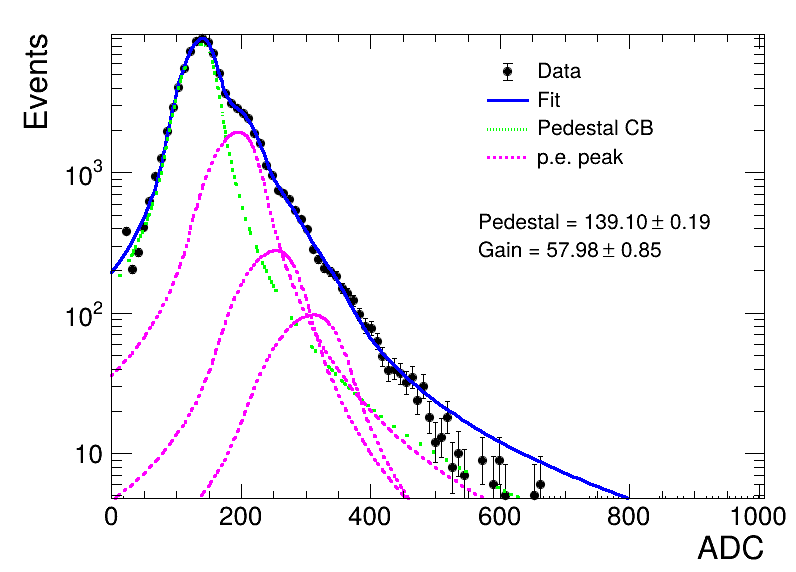 Events
Data
Fit
Pedestal CB
p.e. peak
Pedestal = 139.10 ± 0.19
Gain = 57.98 ± 0.85
10³
10²
10
0 200 400 600 800 1000
ADC